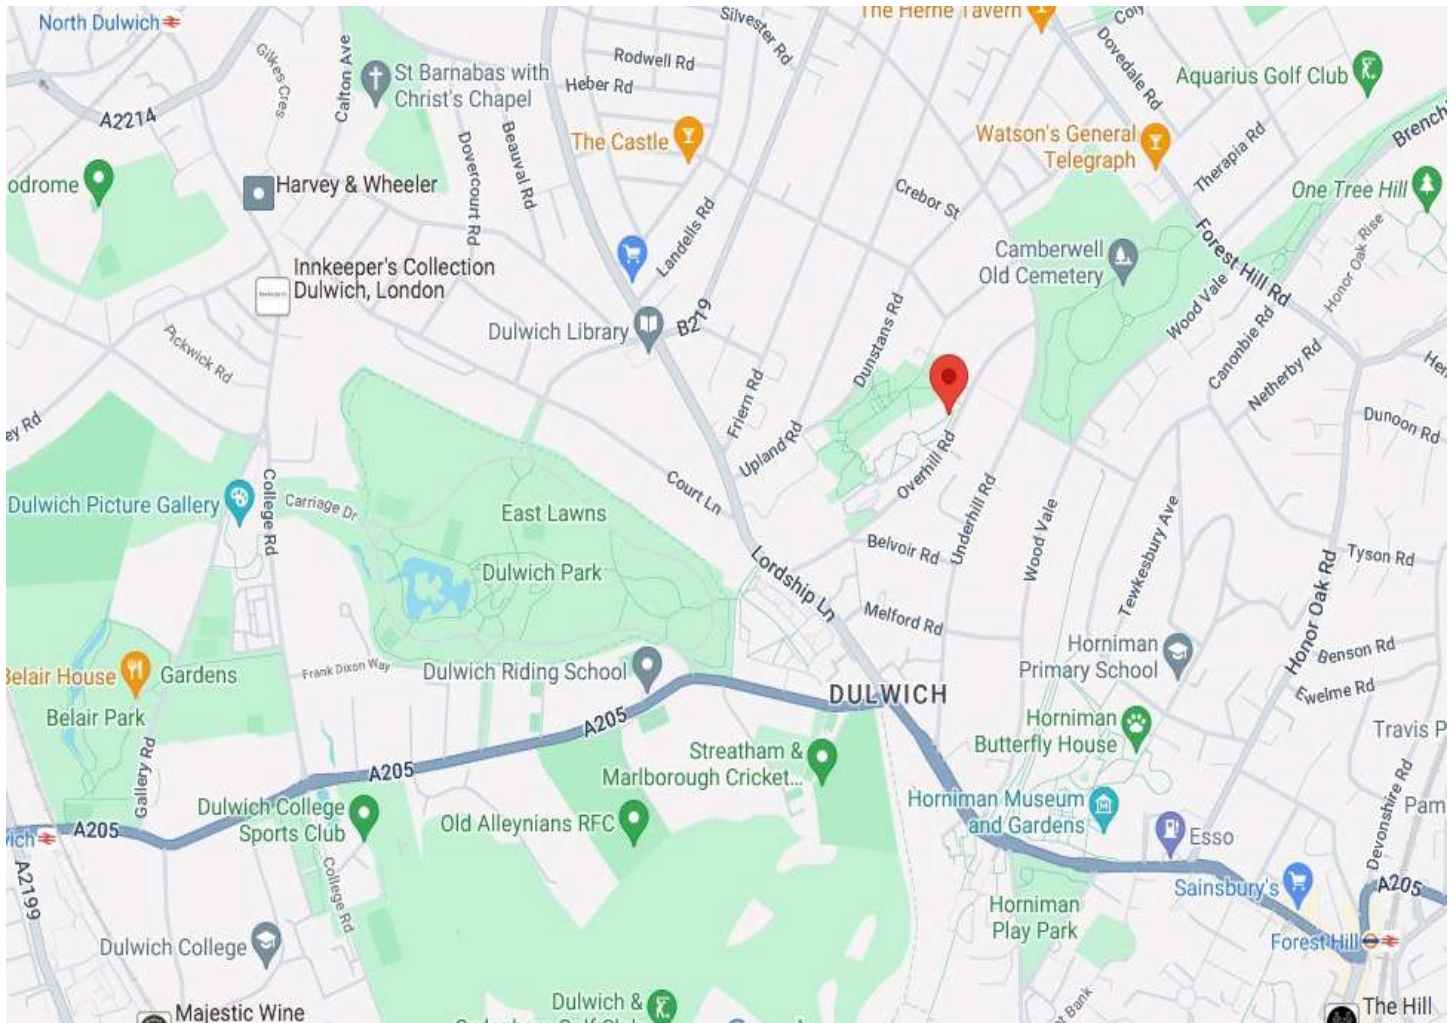 North Dulwich
Gilkes Cres
Calton Ave
St Barnabas with
Christ's Chapel
Rodwell Rd
Heber Rd
Silvester Rd
The Herne Tavern
Dovedale Rd
Aquarius Golf Club
A2214
The Castle
Watson's General
Telegraph
Therapia Rd
One Tree Hill
Harvey & Wheeler
Dovercourt Rd
Beauval Rd
Landells Rd
Crebor St
Camberwell
Old Cemetery
Forest Hill Rd
Honor Oak Rise
Innkeeper's Collection
Dulwich, London
Dulwich Library
B219
Dunstans Rd
Wood Vale
Canonbie Rd
Netherby Rd
Pickwick Rd
Friern Rd
Upland Rd
Overhill Rd
Dunoon Rd
Dulwich Picture Gallery
College Rd
Carriage Dr
East Lawns
Court Ln
Underhill Rd
Wood Vale
Tewkesbury Ave
Dulwich Park
Lordship Ln
Belvoir Rd
Tyson Rd
Melford Rd
Honor Oak Rd
Belair House
Gardens
Frank Dixon Way
Dulwich Riding School
DULWICH
Horniman
Primary School
Benson Rd
Ewelme Rd
Belair Park
A205
Horniman
Butterfly House
Travis P
Gallery Rd
A205
Streatham &
Marlborough Cricket...
Devonshire Rd
Pam
A205
Dulwich College
Sports Club
Old Alleynians RFC
Horniman Museum
and Gardens
Esso
A2199
College Rd
Sainsbury's
A205
Horniman
Play Park
Dulwich College
Forest Hill
Majestic Wine
Dulwich &
The Hill